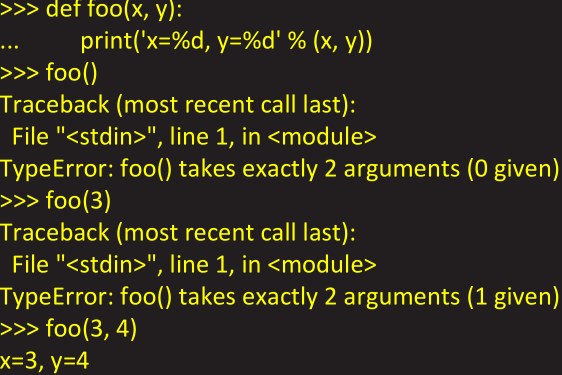 >>> def foo(x, y):
...     print('x=%d, y=%d' % (x, y))
>>> foo()
Traceback (most recent call last):
  File "<stdin>", line 1, in <module>
TypeError: foo() takes exactly 2 arguments (0 given)
>>> foo(3)
Traceback (most recent call last):
  File "<stdin>", line 1, in <module>
TypeError: foo() takes exactly 2 arguments (1 given)
>>> foo(3, 4)
x=3, y=4